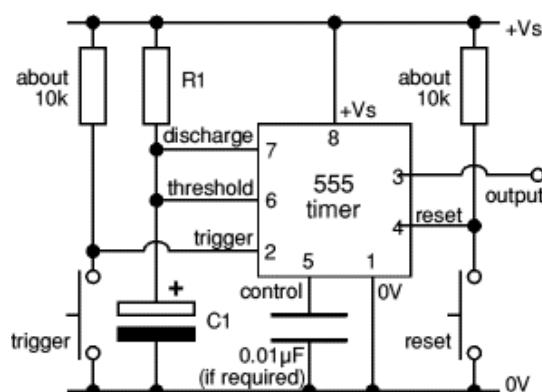 +Vs
about
10k
R1
about
10k
+Vs
8
discharge
7
555
timer
3
output
threshold
6
4
reset
trigger
2
5
1
control
0V
trigger
+
C1
0.01µF
(if required)
reset
0V